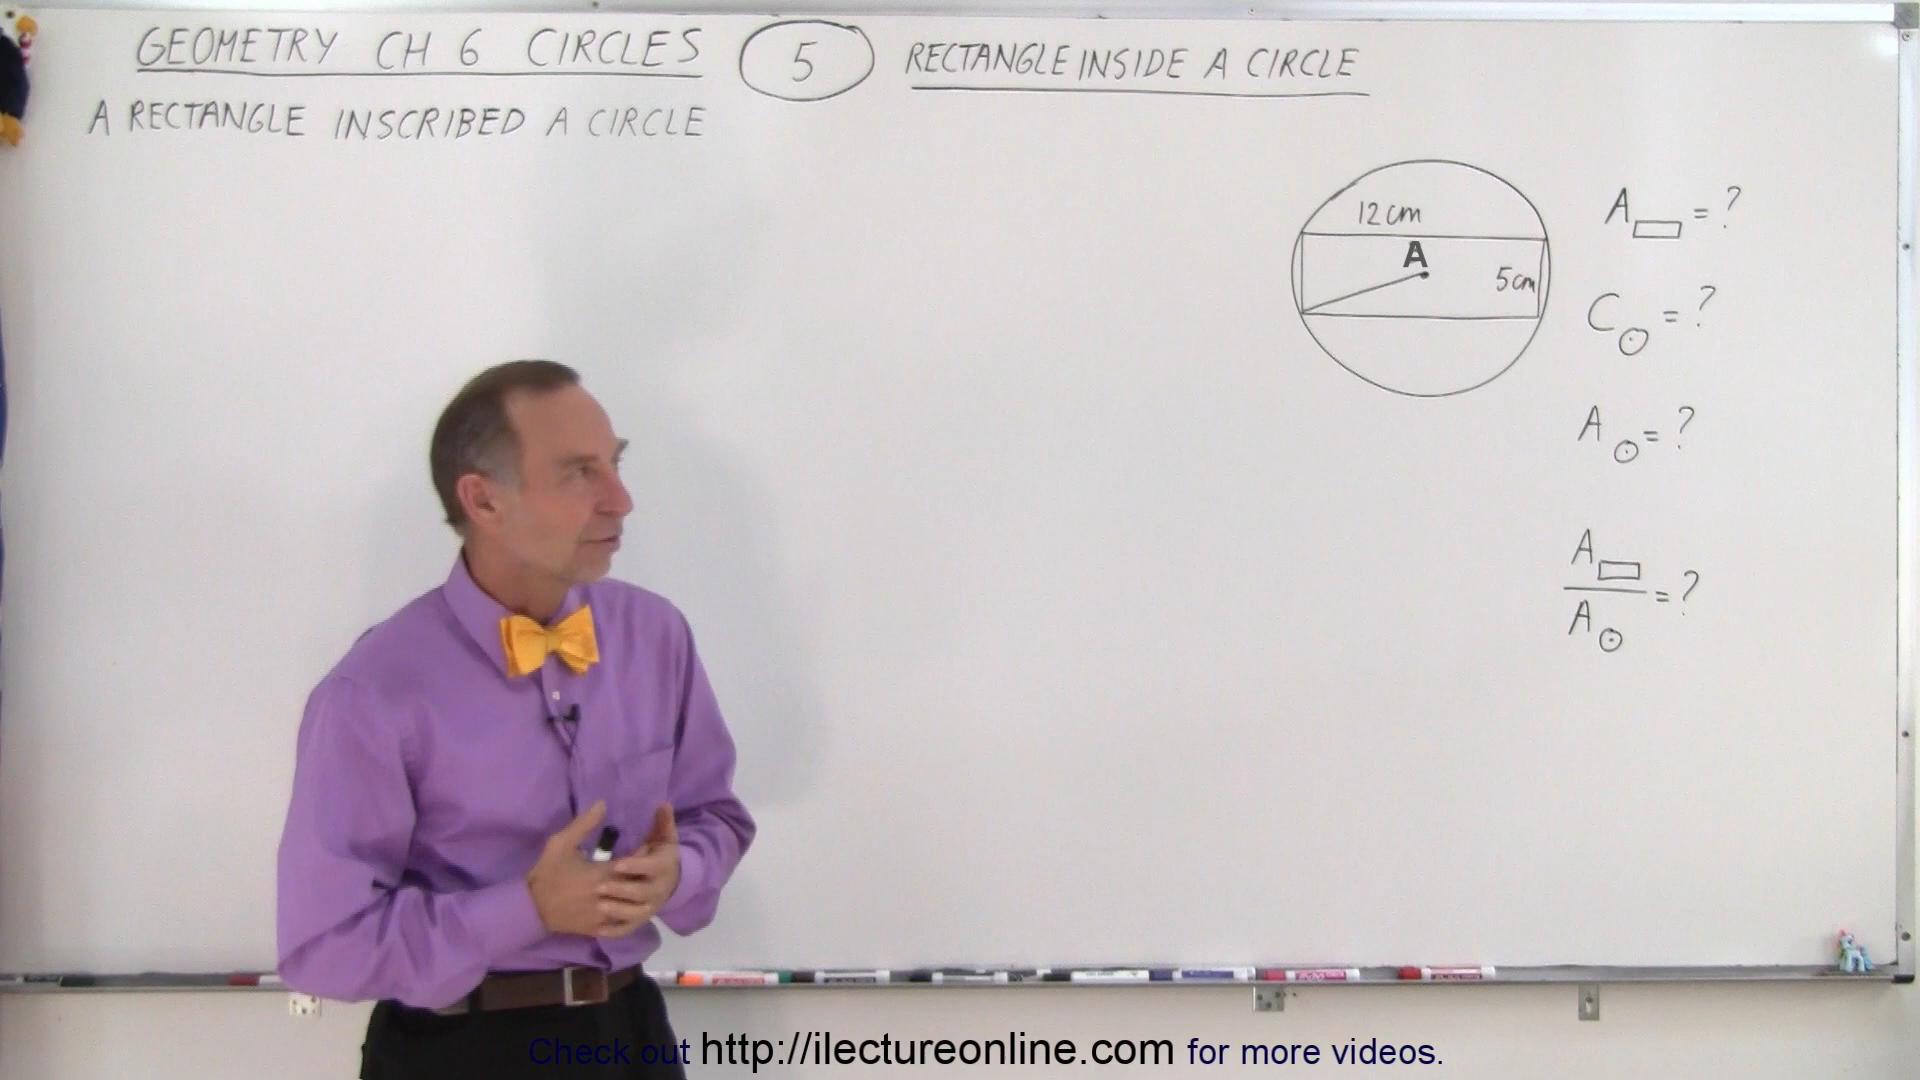 GEOMETRY CH 6 CIRCLES 5 RECTANGLE INSIDE A CIRCLE
A RECTANGLE INSCRIBED A CIRCLE
12 cm
A
5 cm
A▭ = ?
C⊙ = ?
A⊙ = ?
A▭
A⊙
= ?
Check out http://ilectureonline.com for more videos.